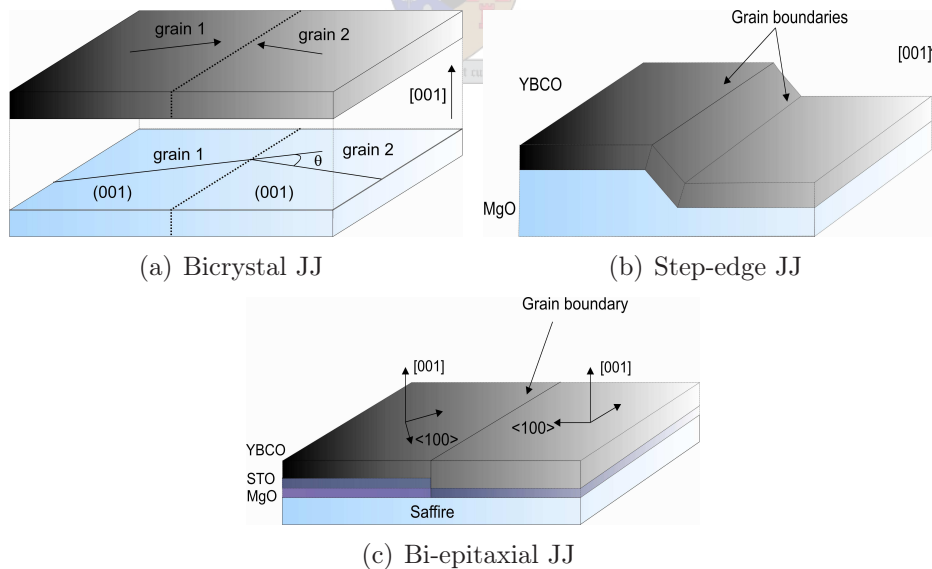 grain 1
grain 2
[001]
grain 1
grain 2
θ
(001)
(001)
(a) Bicrystal JJ
Grain boundaries
[001]
YBCO
MgO
(b) Step-edge JJ
Grain boundary
[001]
[001]
<100>
<100>
YBCO
STO
MgO
Saffire
(c) Bi-epitaxial JJ